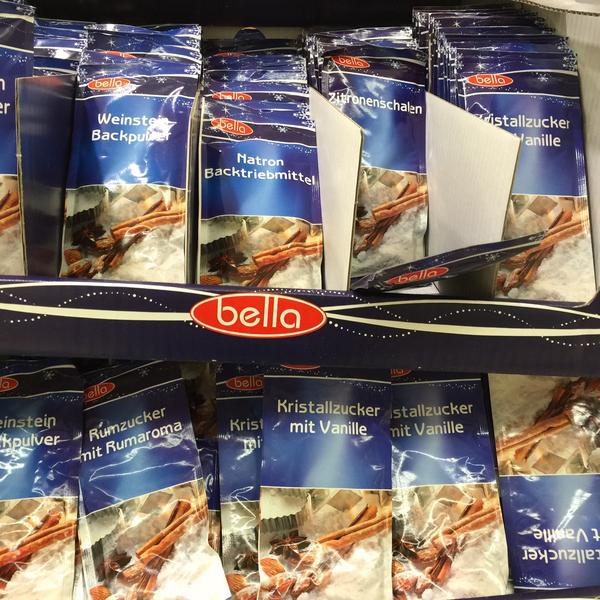 bella
Weinstein
Backpulver
bella
bella
Natron
Backtriebmittel
bella
Zitronenschalen
bella
Kristallzucker
Vanille
bella
bella
bella
Rumzucker
mit Rumaroma
bella
Kristallzucker
mit Vanille
mit Vanille